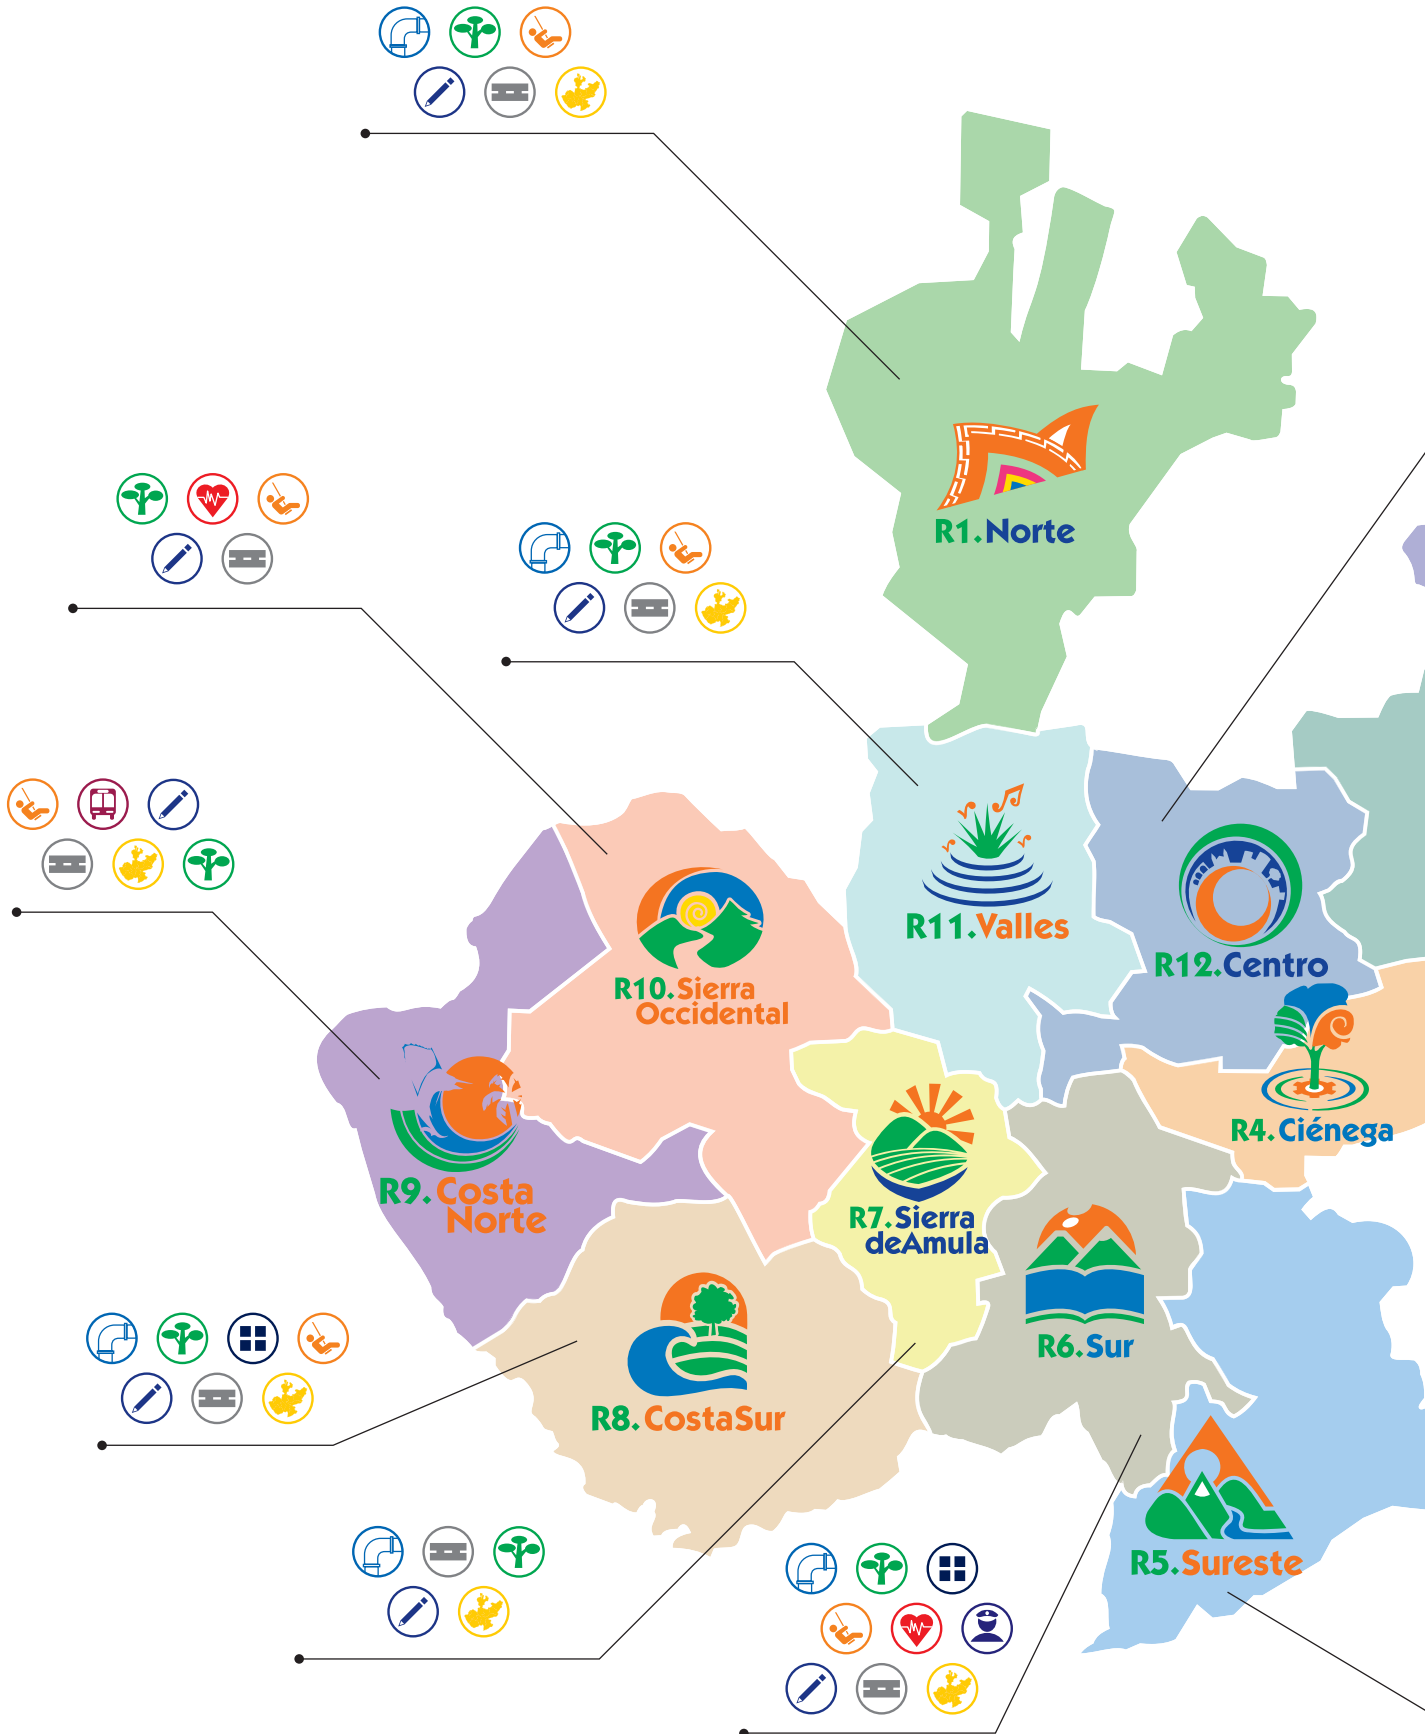 R1.Norte
R11.Valles
R12.Centro
R10.Sierra
Occidental
R4.Ciénega
R9.Costa
Norte
R7.Sierra
deAmula
R6.Sur
R8.CostaSur
R5.Sureste